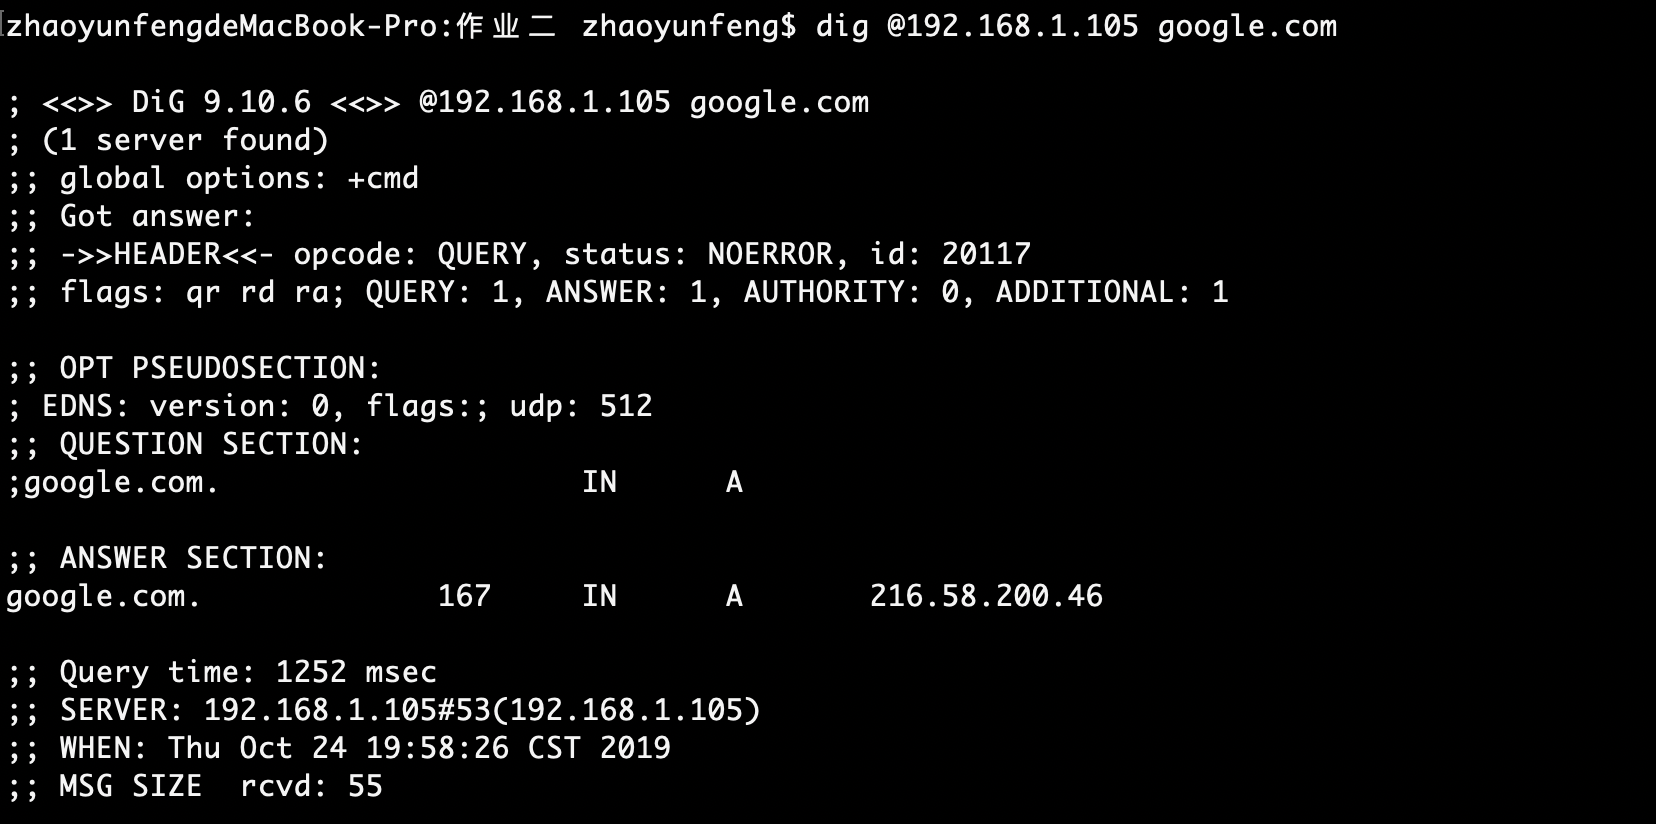 zhaoyunfengdeMacBook-Pro:作业二 zhaoyunfeng$ dig @192.168.1.105 google.com
; <<>> DiG 9.10.6 <<>> @192.168.1.105 google.com
; (1 server found)
;; global options: +cmd
;; Got answer:
;; ->>HEADER<<- opcode: QUERY, status: NOERROR, id: 20117
;; flags: qr rd ra; QUERY: 1, ANSWER: 1, AUTHORITY: 0, ADDITIONAL: 1
;; OPT PSEUDOSECTION:
; EDNS: version: 0, flags:; udp: 512
;; QUESTION SECTION:
;google.com. IN A
;; ANSWER SECTION:
google.com. 167 IN A 216.58.200.46
;; Query time: 1252 msec
;; SERVER: 192.168.1.105#53(192.168.1.105)
;; WHEN: Thu Oct 24 19:58:26 CST 2019
;; MSG SIZE  rcvd: 55